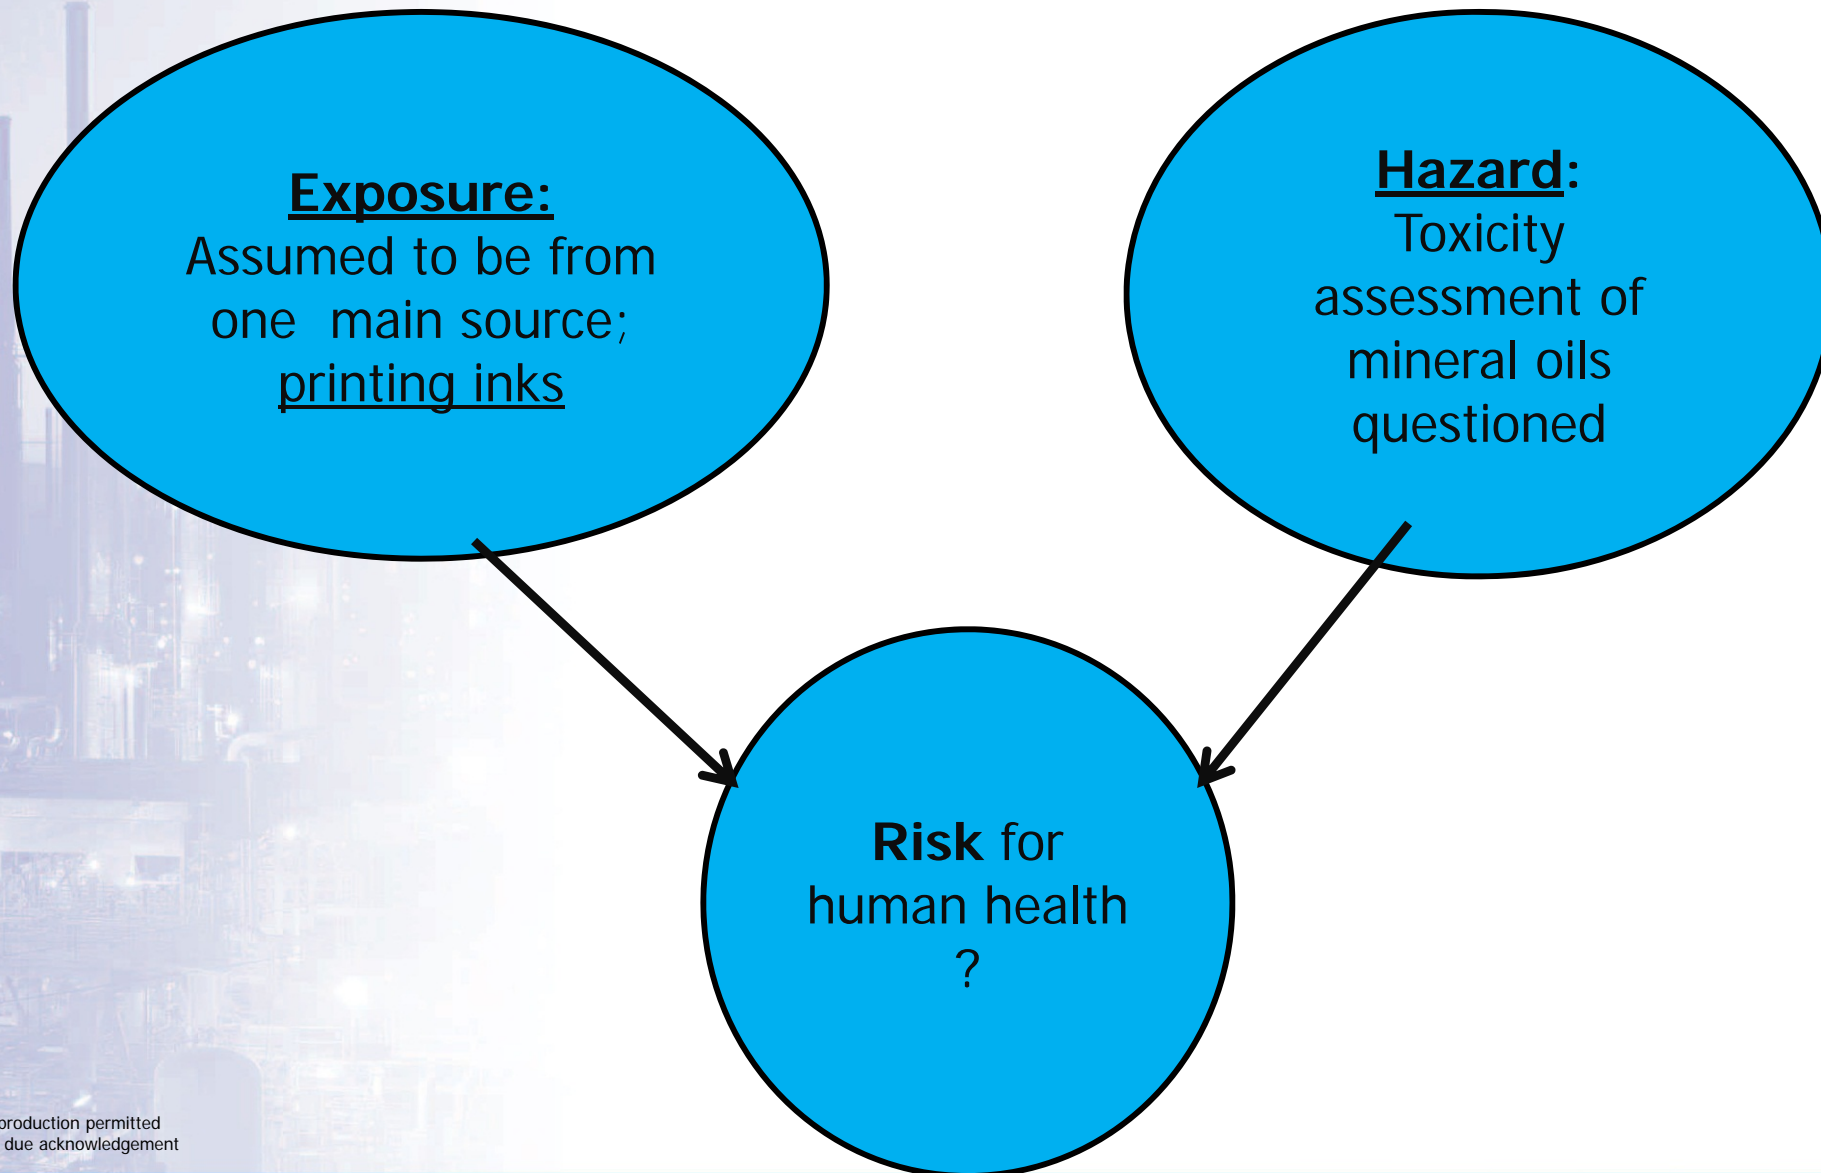 Exposure:
Assumed to be from
one main source;
printing inks
Hazard:
Toxicity
assessment of
mineral oils
questioned
Risk for
human health
?
production permitted
due acknowledgement